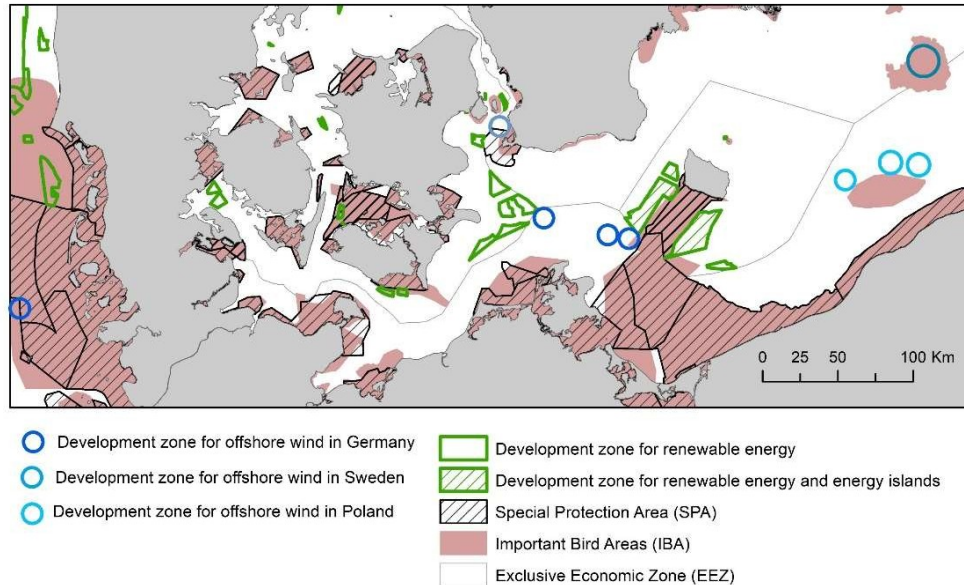 0 25 50 100 Km
Development zone for offshore wind in Germany
Development zone for offshore wind in Sweden
Development zone for offshore wind in Poland
Development zone for renewable energy
Development zone for renewable energy and energy islands
Special Protection Area (SPA)
Important Bird Areas (IBA)
Exclusive Economic Zone (EEZ)